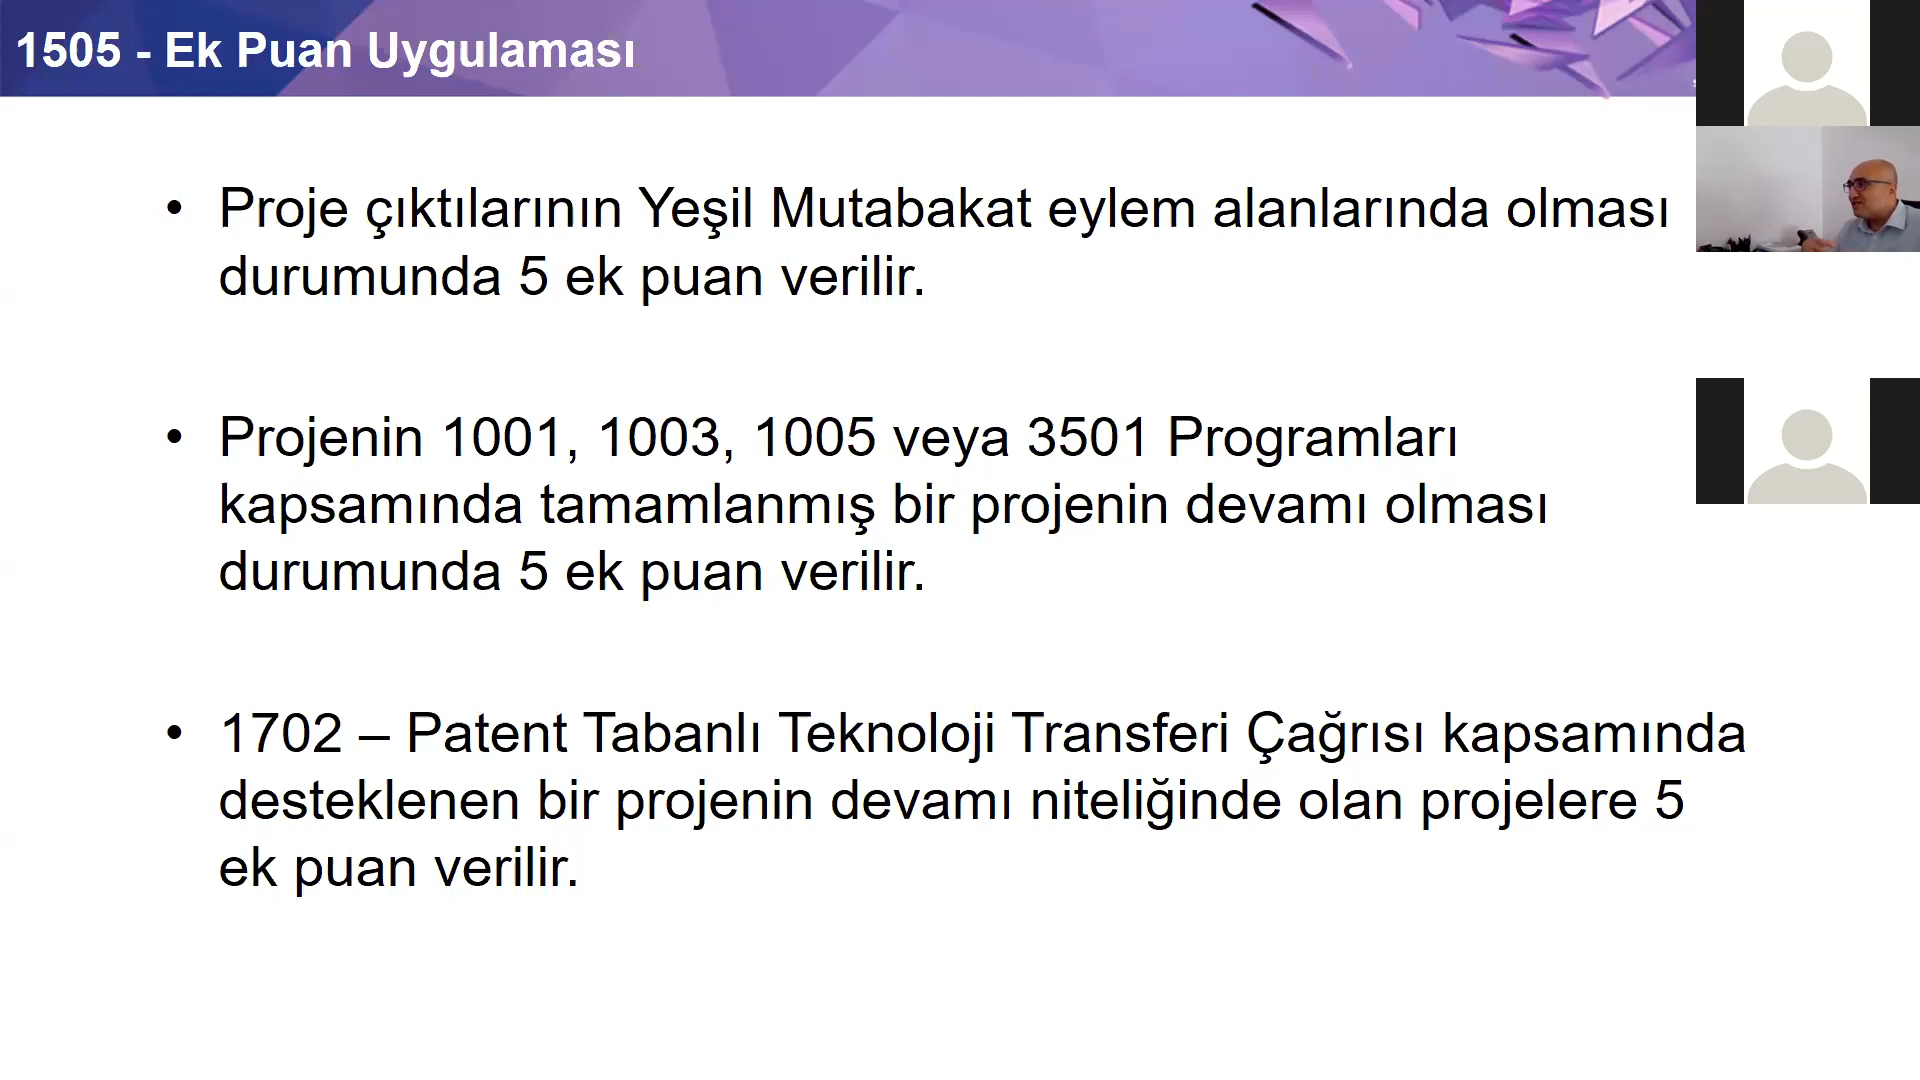 1505 - Ek Puan Uygulaması
• Proje çıktılarının Yeşil Mutabakat eylem alanlarında olması
durumunda 5 ek puan verilir.
• Projenin 1001, 1003, 1005 veya 3501 Programları
kapsamında tamamlanmış bir projenin devamı olması
durumunda 5 ek puan verilir.
• 1702 – Patent Tabanlı Teknoloji Transferi Çağrısı kapsamında
desteklenen bir projenin devamı niteliğinde olan projelere 5
ek puan verilir.